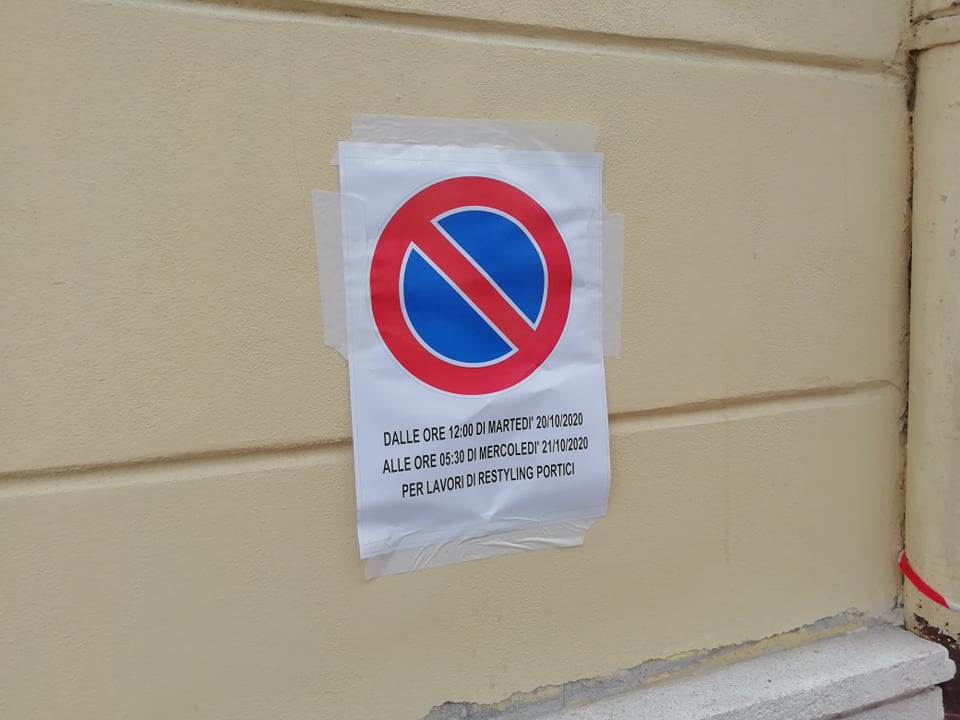 DALLE ORE 12:00 DI MARTEDI' 20/10/2020
ALLE ORE 05:30 DI MERCOLEDI' 21/10/2020
PER LAVORI DI RESTYLING PORTICI